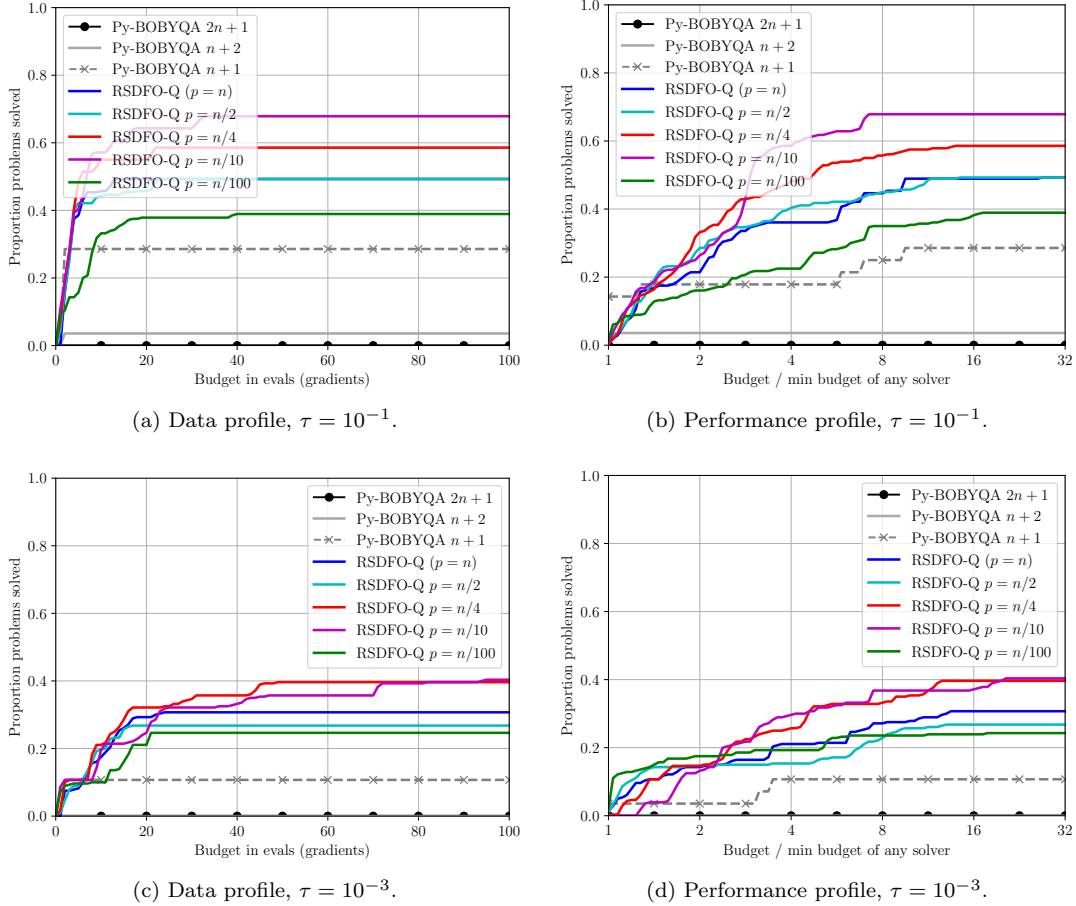 Proportion problems solved
1.0
0.8
0.6
0.4
0.2
0.0
Py-BOBYQA 2n + 1
Py-BOBYQA n + 2
Py-BOBYQA n + 1
RSDFO-Q (p = n)
RSDFO-Q p = n/2
RSDFO-Q p = n/4
RSDFO-Q p = n/10
RSDFO-Q p = n/100
0 20 40 60 80 100
Budget in evals (gradients)
(a) Data profile, τ = 10⁻¹.
Proportion problems solved
1.0
0.8
0.6
0.4
0.2
0.0
Py-BOBYQA 2n + 1
Py-BOBYQA n + 2
Py-BOBYQA n + 1
RSDFO-Q (p = n)
RSDFO-Q p = n/2
RSDFO-Q p = n/4
RSDFO-Q p = n/10
RSDFO-Q p = n/100
1 2 4 8 16 32
Budget / min budget of any solver
(b) Performance profile, τ = 10⁻¹.
Proportion problems solved
1.0
0.8
0.6
0.4
0.2
0.0
Py-BOBYQA 2n + 1
Py-BOBYQA n + 2
Py-BOBYQA n + 1
RSDFO-Q (p = n)
RSDFO-Q p = n/2
RSDFO-Q p = n/4
RSDFO-Q p = n/10
RSDFO-Q p = n/100
0 20 40 60 80 100
Budget in evals (gradients)
(c) Data profile, τ = 10⁻³.
Proportion problems solved
1.0
0.8
0.6
0.4
0.2
0.0
Py-BOBYQA 2n + 1
Py-BOBYQA n + 2
Py-BOBYQA n + 1
RSDFO-Q (p = n)
RSDFO-Q p = n/2
RSDFO-Q p = n/4
RSDFO-Q p = n/10
RSDFO-Q p = n/100
1 2 4 8 16 32
Budget / min budget of any solver
(d) Performance profile, τ = 10⁻³.